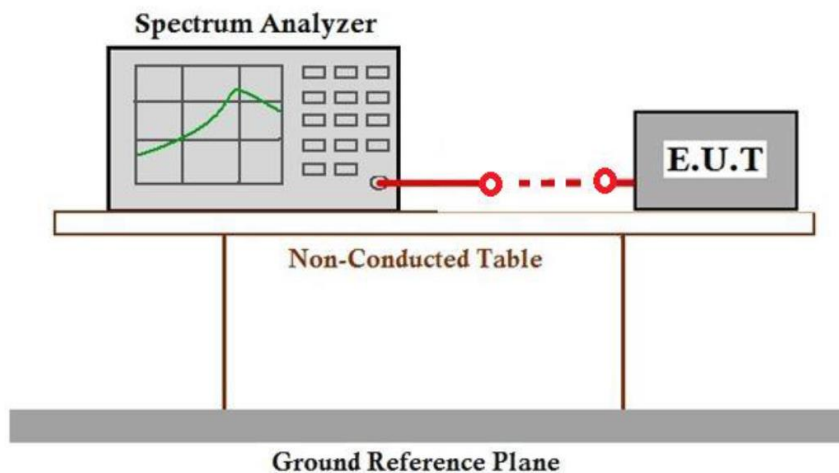 Spectrum Analyzer
E.U.T
Non-Conducted Table
Ground Reference Plane